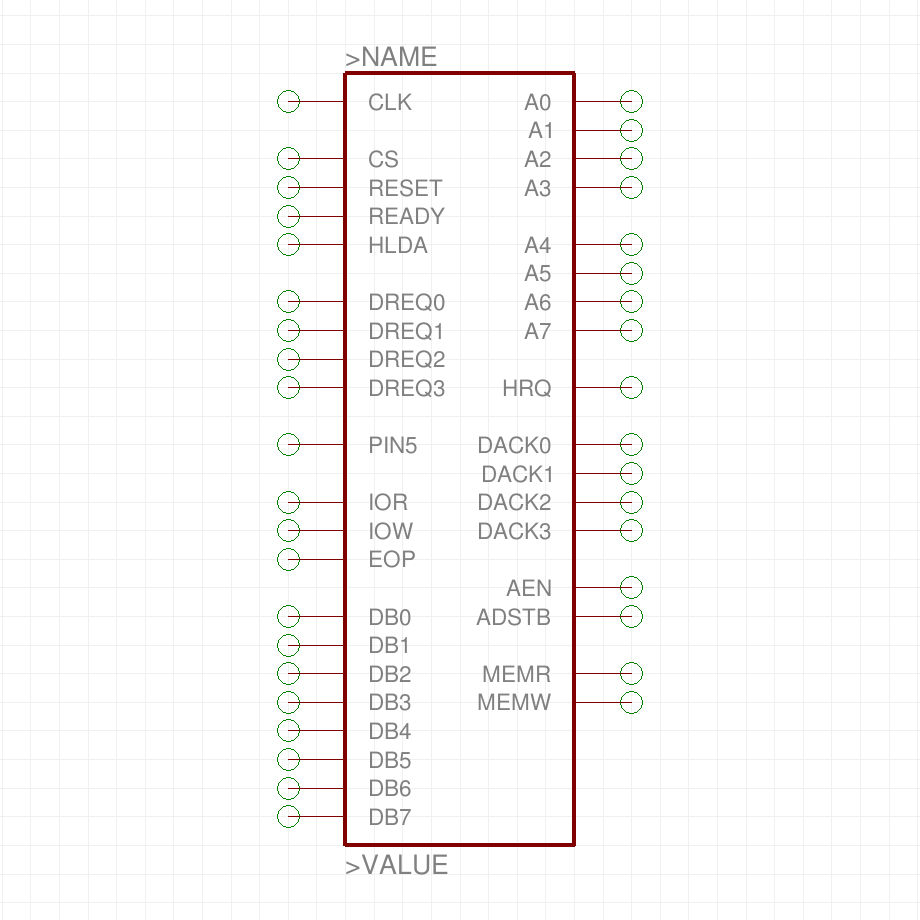 >NAME
CLK A0
A1
CS A2
RESET A3
READY
HLDA A4
A5
DREQ0 A6
DREQ1 A7
DREQ2
DREQ3 HRQ
PIN5 DACK0
DACK1
IOR DACK2
IOW DACK3
EOP
AEN
DB0 ADSTB
DB1
DB2 MEMR
DB3 MEMW
DB4
DB5
DB6
DB7
>VALUE